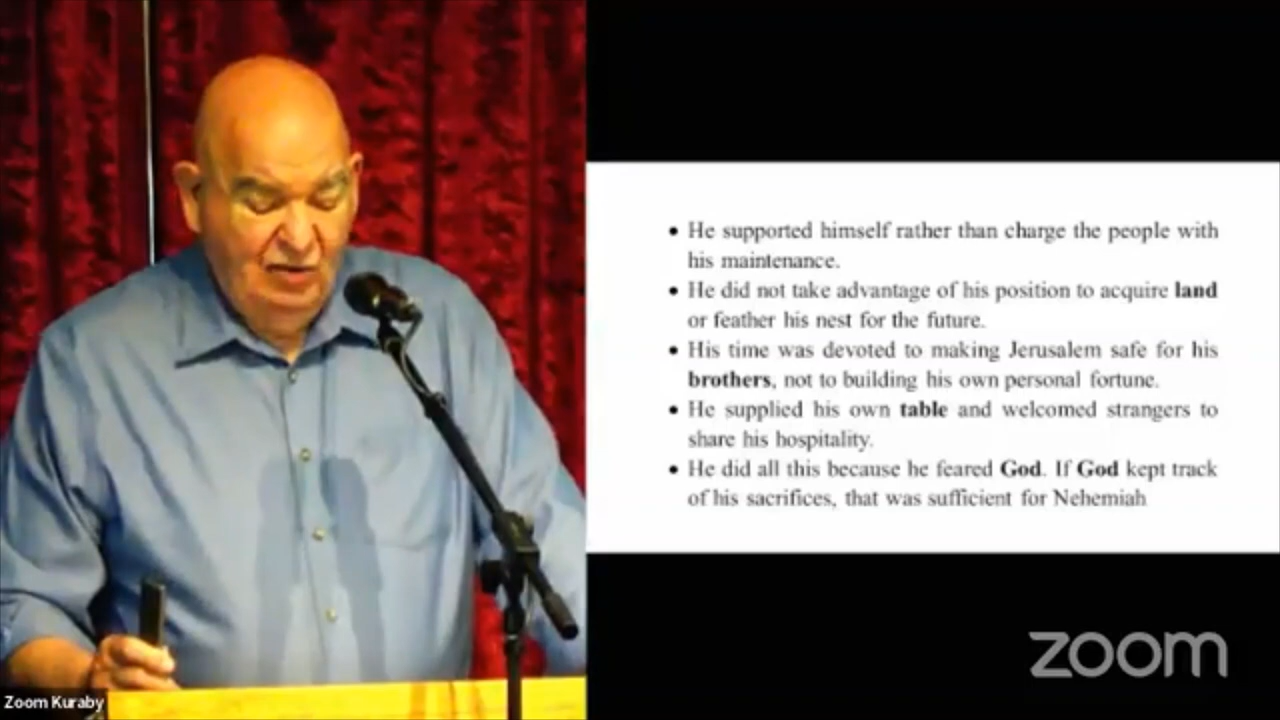 • He supported himself rather than charge the people with
his maintenance.
• He did not take advantage of his position to acquire land
or feather his nest for the future.
• His time was devoted to making Jerusalem safe for his
brothers, not to building his own personal fortune.
• He supplied his own table and welcomed strangers to
share his hospitality.
• He did all this because he feared God. If God kept track
of his sacrifices, that was sufficient for Nehemiah
zoom
Zoom Kuraby